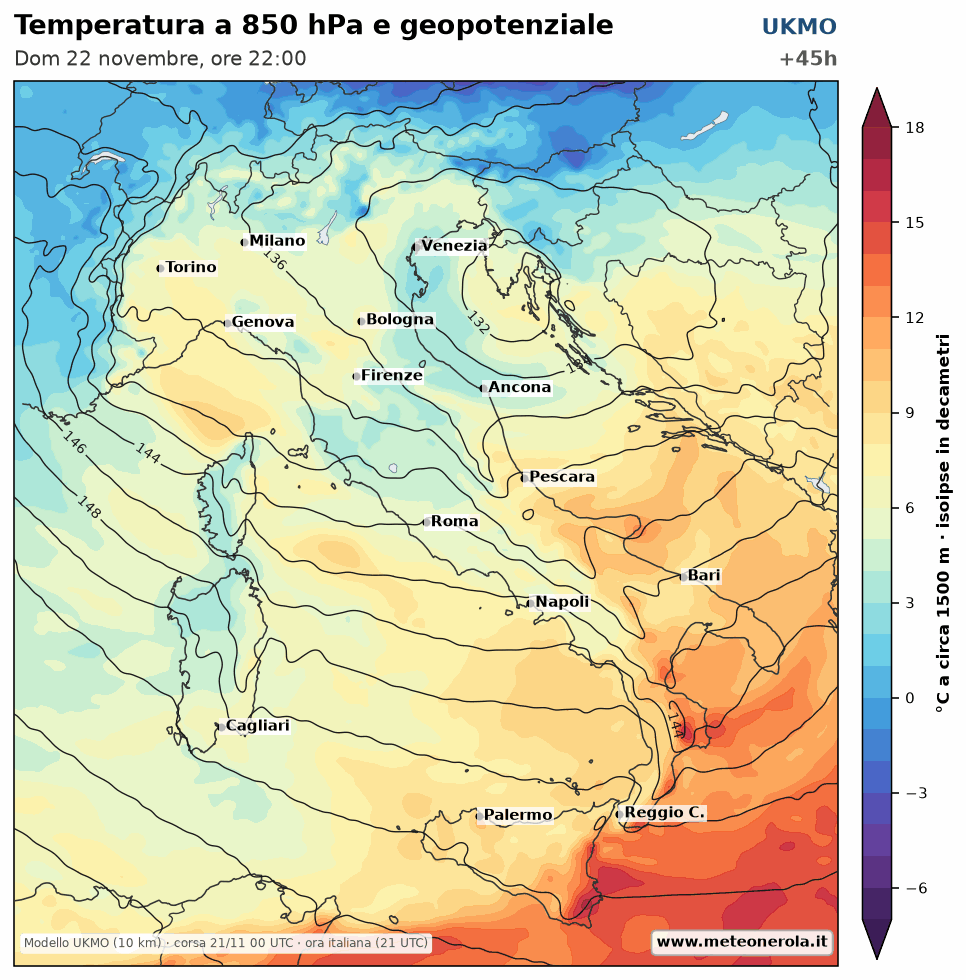 Temperatura a 850 hPa e geopotenziale
UKMO
Dom 22 novembre, ore 22:00
+45h
Milano
Venezia
136
Torino
Genova
Bologna
132
Firenze
Ancona
146
144
148
Pescara
Roma
Bari
Napoli
144
Cagliari
Palermo
Reggio C.
Modello UKMO (10 km) · corsa 21/11 00 UTC · ora italiana (21 UTC)
www.meteonerola.it
18
15
12
9
6
3
0
−3
−6
°C a circa 1500 m · isoipse in decametri